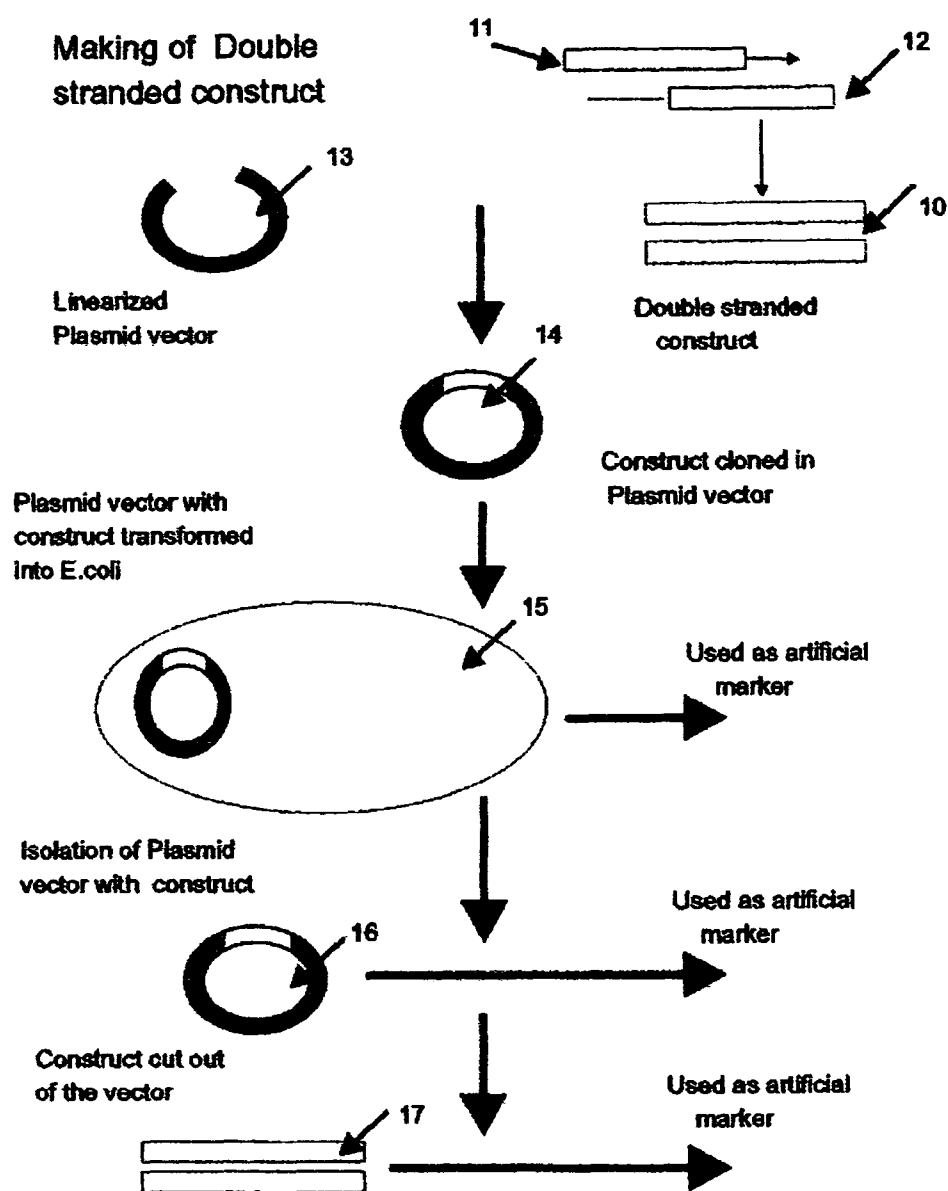 Making of Double
stranded construct
11
12
13
10
Linearized
Plasmid vector
Double stranded
construct
14
Construct cloned in
Plasmid vector
Plasmid vector with
construct transformed
into E.coli
15
Used as artificial
marker
Isolation of Plasmid
vector with construct
Used as artificial
marker
16
Construct cut out
of the vector
Used as artificial
marker
17